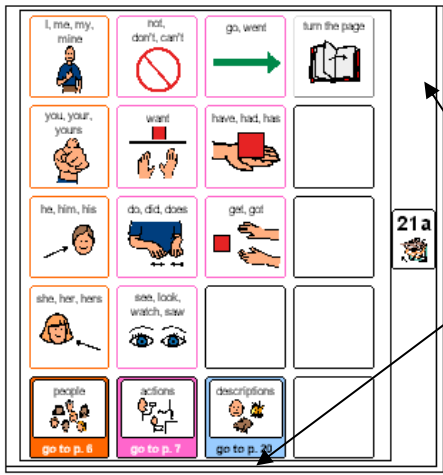 I, me, my,
mine
not,
don't, can't
go, went
turn the page
you, your,
yours
want
have, had, has
he, him, his
do, did, does
get, got
21a
she, her, hers
see, look,
watch, saw
people
go to p. 6
actions
go to p. 7
descriptions
go to p. 20